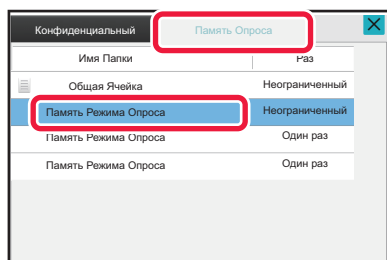 Конфиденциальный Память Опроса
Имя Папки Раз
Общая Ячейка Неограниченный
Память Режима Опроса Неограниченный
Память Режима Опроса Один раз
Память Режима Опроса Один раз